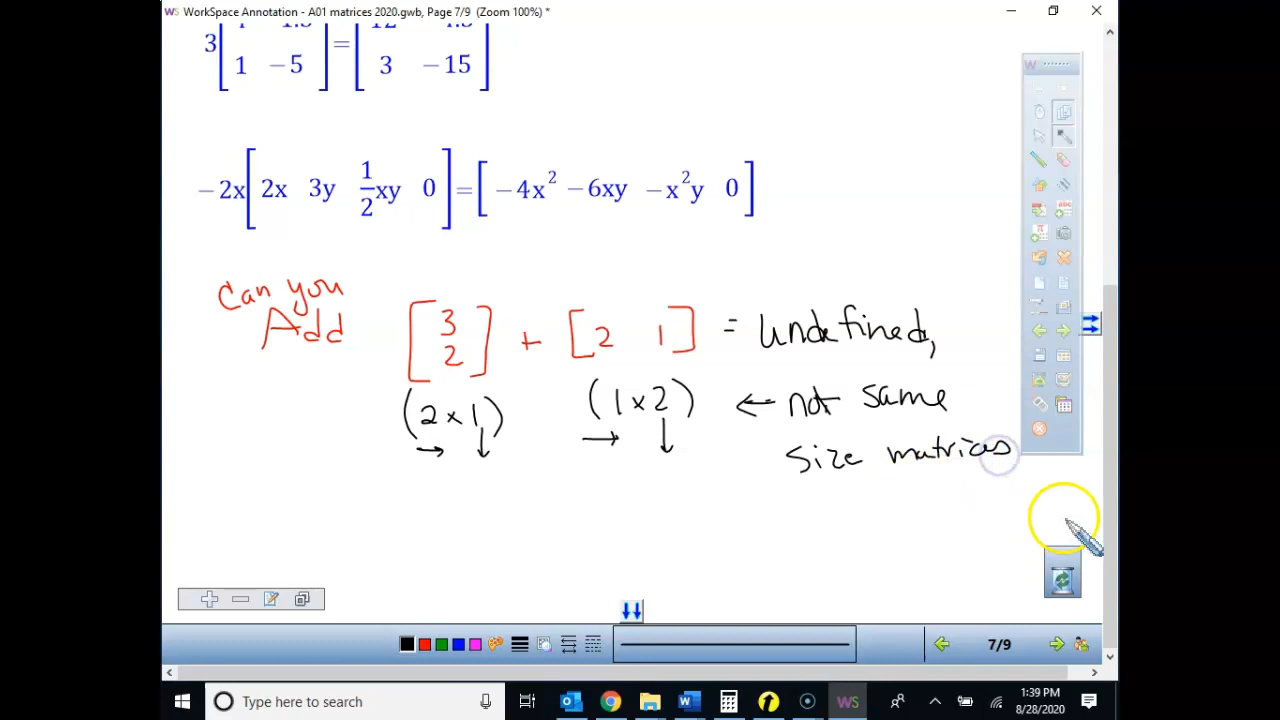 WorkSpace Annotation - A01 matrices 2020.gwb, Page 7/9 (Zoom 100%) *
3 [ 1 -5 ] = [ 3 -15 ]
-2x [ 2x 3y 1/2 xy 0 ] = [ -4x² -6xy -x²y 0 ]
Can you
Add [ 3 2 ] + [ 2 1 ] = undefined,
(2 x 1) (1 x 2) ← not same
→ ↓ → ↓ size matrices
7/9
Type here to search
1:39 PM
8/28/2020